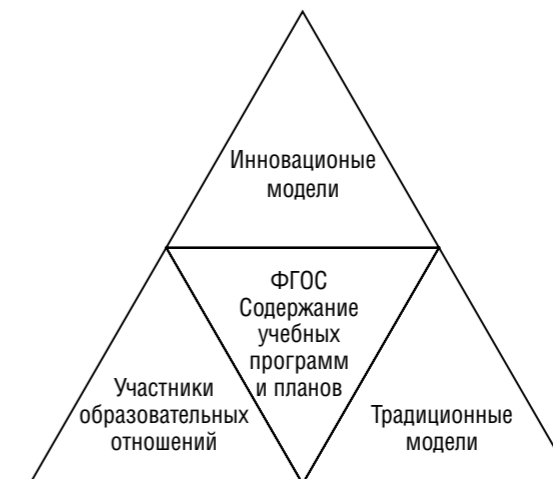 Инновационые
модели
ФГОС
Содержание
учебных
программ
и планов
Участники
образовательных
отношений
Традиционные
модели